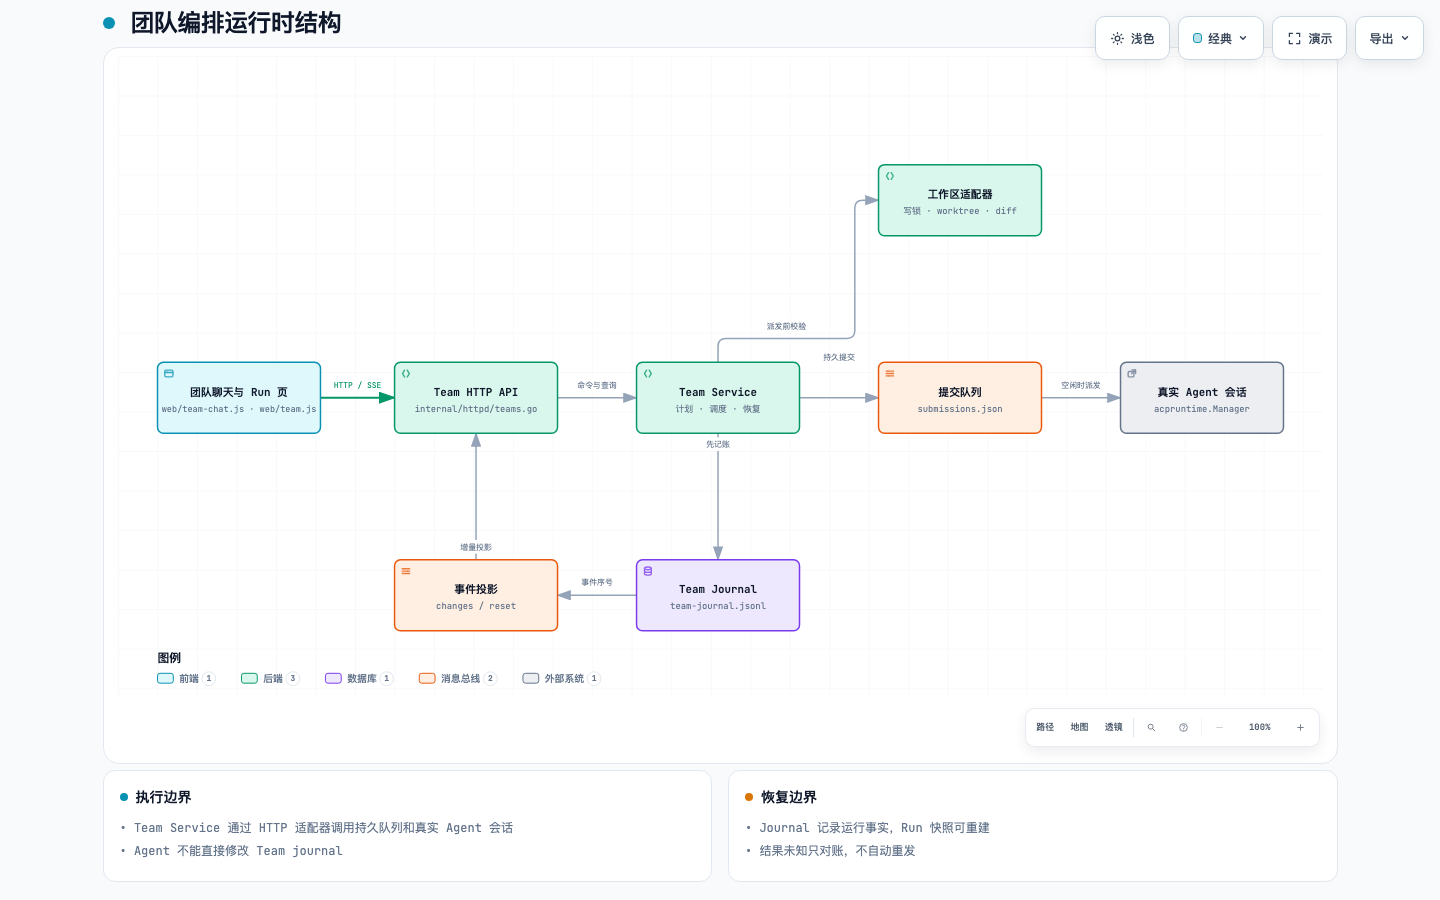 团队编排运行时结构
浅色
经典
演示
导出
工作区适配器
写锁 · worktree · diff
派发前校验
持久提交
团队聊天与 Run 页
web/team-chat.js · web/team.js
HTTP / SSE
Team HTTP API
internal/httpd/teams.go
命令与查询
Team Service
计划 · 调度 · 恢复
提交队列
submissions.json
空闲时派发
真实 Agent 会话
acpruntime.Manager
先记账
增量投影
事件投影
changes / reset
事件序号
Team Journal
team-journal.jsonl
图例
前端 1
后端 3
数据库 1
消息总线 2
外部系统 1
路径
地图
透镜
100%
执行边界
• Team Service 通过 HTTP 适配器调用持久队列和真实 Agent 会话
• Agent 不能直接修改 Team journal
恢复边界
• Journal 记录运行事实，Run 快照可重建
• 结果未知只对账，不自动重发